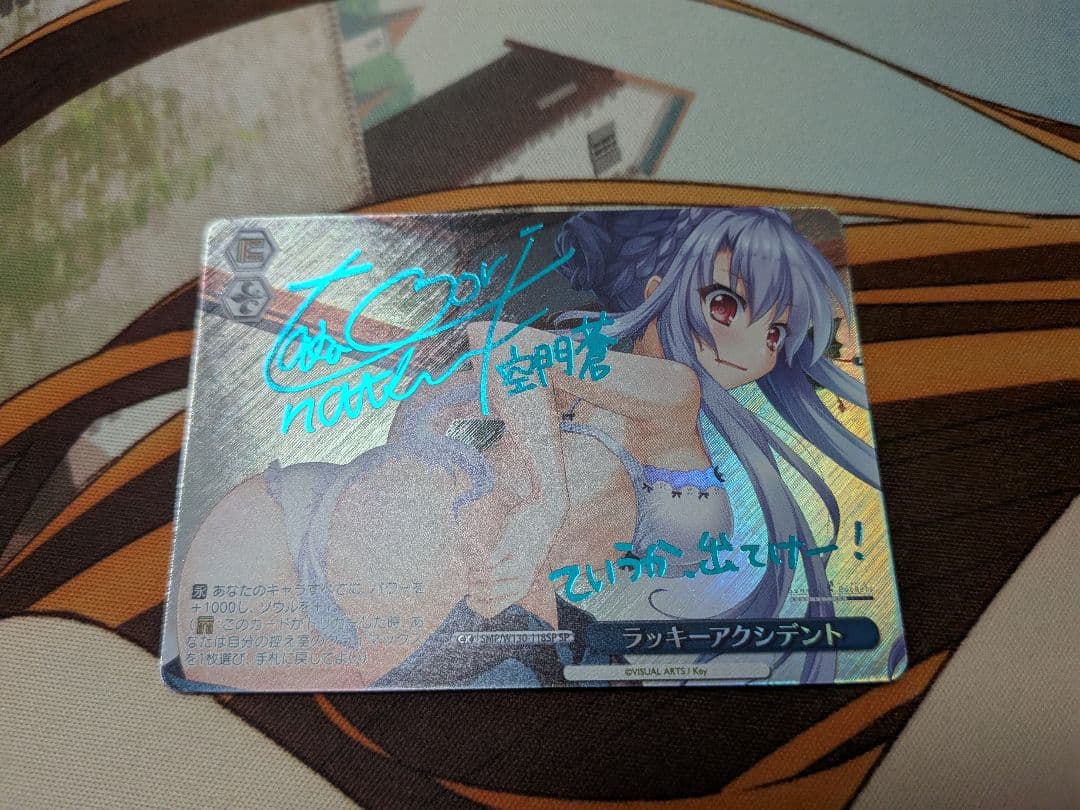 空門蒼
ていうか、出てけー!
永 あなたのキャラすべてに、パワーを
+1000し、ソウルを+1。
このカードがトリガーした時、あ
なたは自分の控え室のクライマックス
を1枚選び、手札に戻してよい)
SMP/W130-118SP SP
ラッキーアクシデント
©VISUAL ARTS / Key